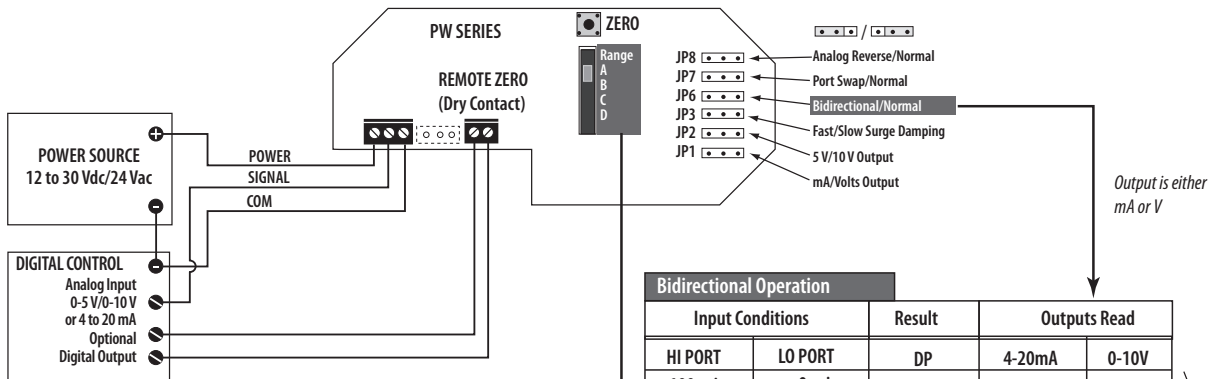 PW SERIES
ZERO
REMOTE ZERO
(Dry Contact)
Range
A
B
C
D
JP8
JP7
JP6
JP3
JP2
JP1
/
Analog Reverse/Normal
Port Swap/Normal
Bidirectional/Normal
Fast/Slow Surge Damping
5 V/10 V Output
mA/Volts Output
Output is either
mA or V
POWER SOURCE
12 to 30 Vdc/24 Vac
POWER
SIGNAL
COM
DIGITAL CONTROL
Analog Input
0-5 V/0-10 V
or 4 to 20 mA
Optional
Digital Output
Bidirectional Operation
Input Conditions Result Outputs Read
HI PORT LO PORT DP 4-20mA 0-10V